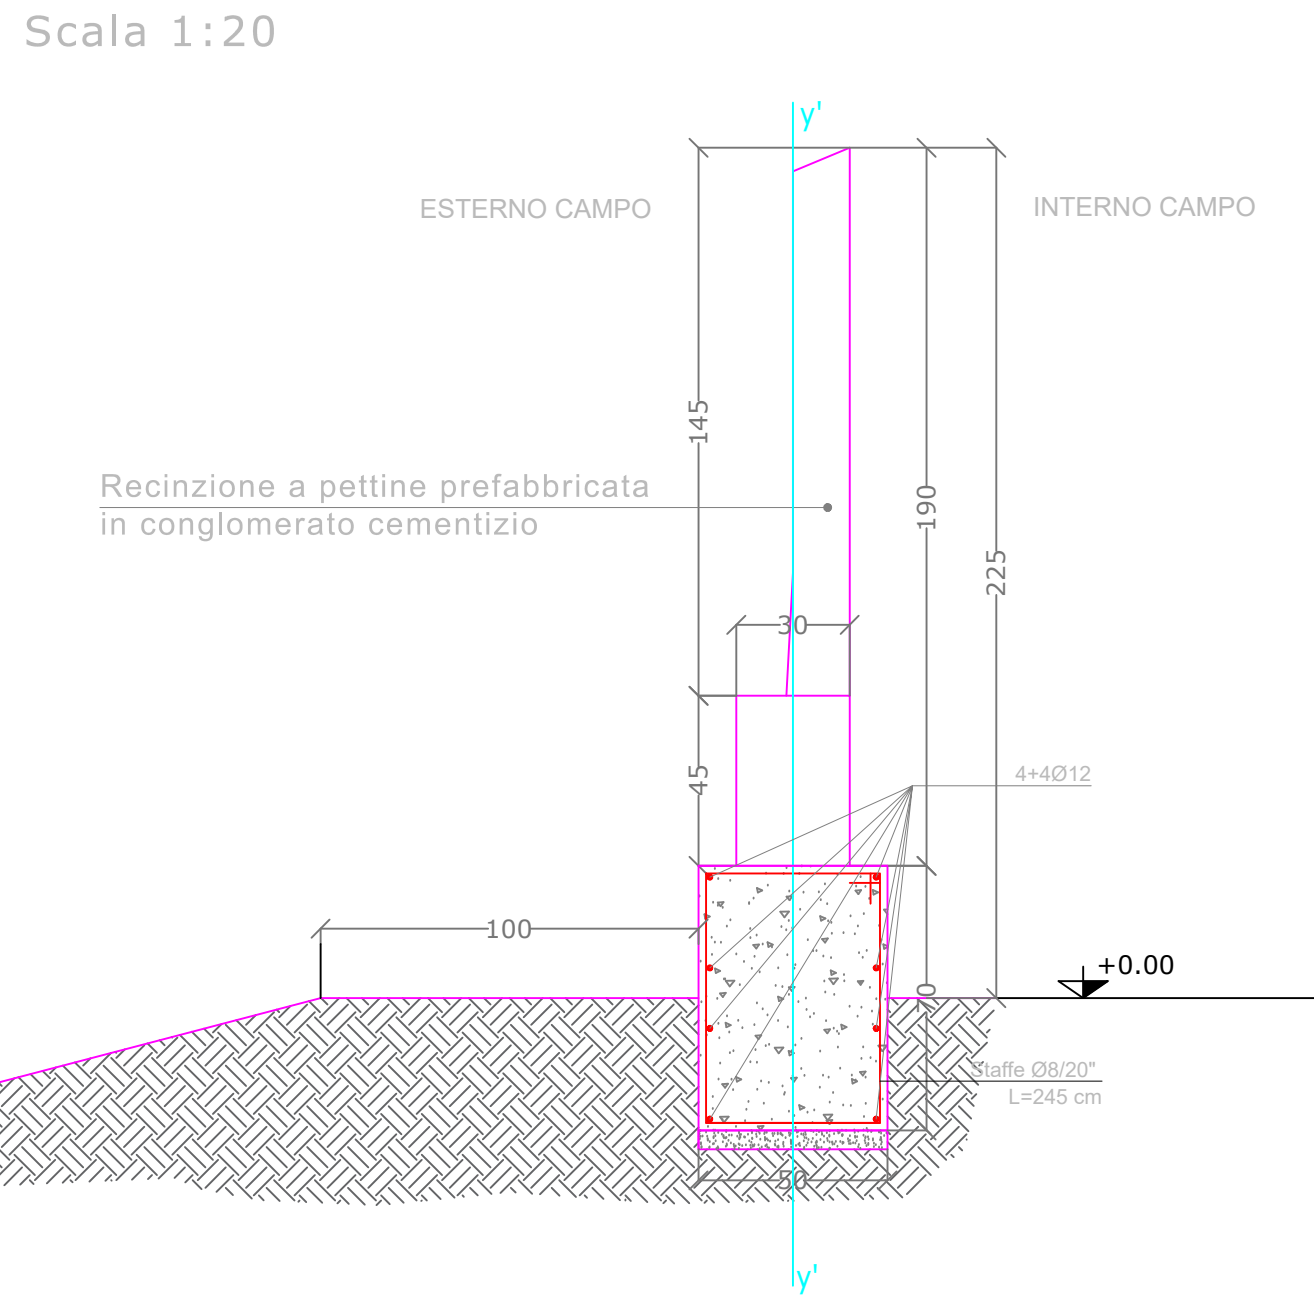 Scala 1:20
y'
ESTERNO CAMPO
INTERNO CAMPO
145
Recinzione a pettine prefabbricata
in conglomerato cementizio
190
225
30
45
4+4Ø12
100
+0.00
70
Staffe Ø8/20"
L=245 cm
50
y'